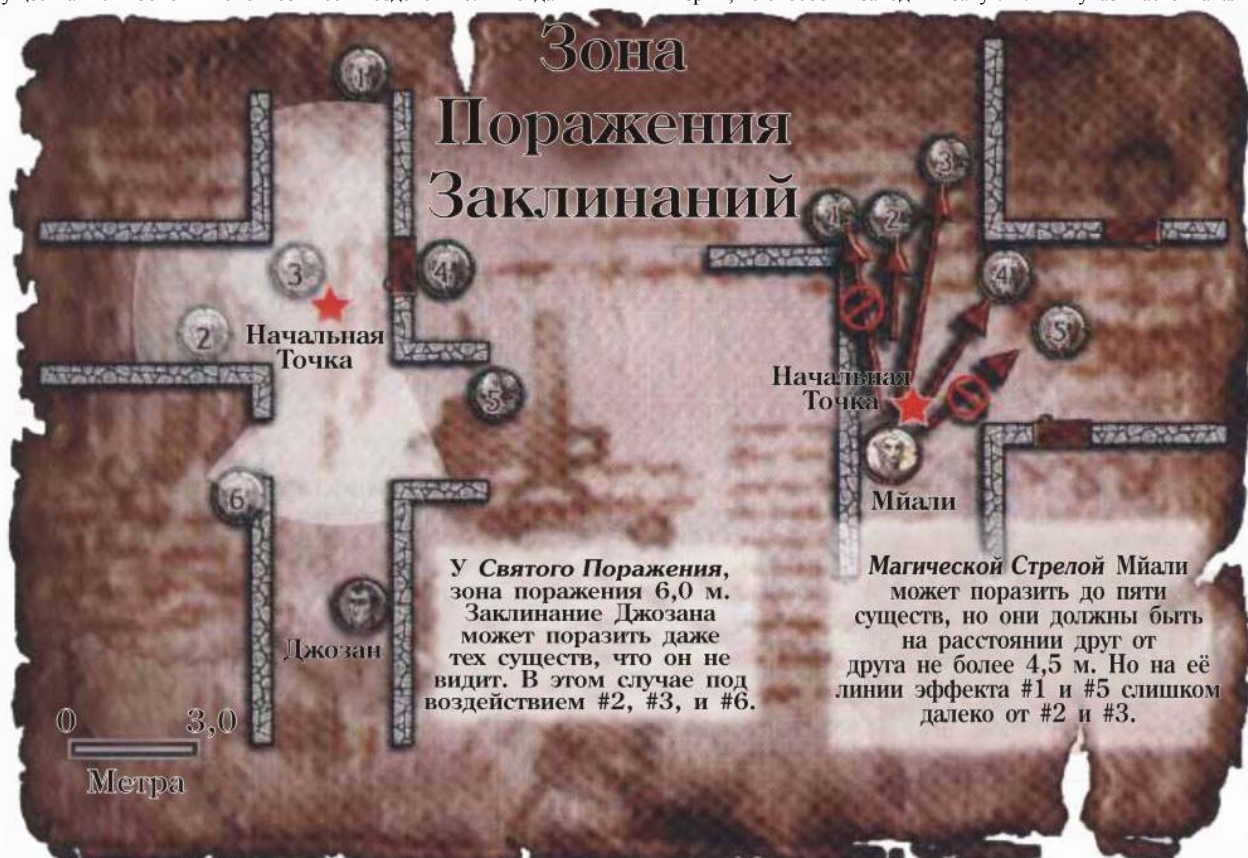 Зона
Поражения
Заклинаний
1
2
3
4
5
6
Начальная
Точка
Джозан
0 3,0
Метра
У Святого Поражения,
зона поражения 6,0 м.
Заклинание Джозана
может поразить даже
тех существ, что он не
видит. В этом случае под
воздействием #2, #3, и #6.
1
2
3
4
5
Начальная
Точка
Мйали
Магической Стрелой Мйали
может поразить до пяти
существ, но они должны быть
на расстоянии друг от
друга не более 4,5 м. Но на её
линии эффекта #1 и #5 слишком
далеко от #2 и #3.